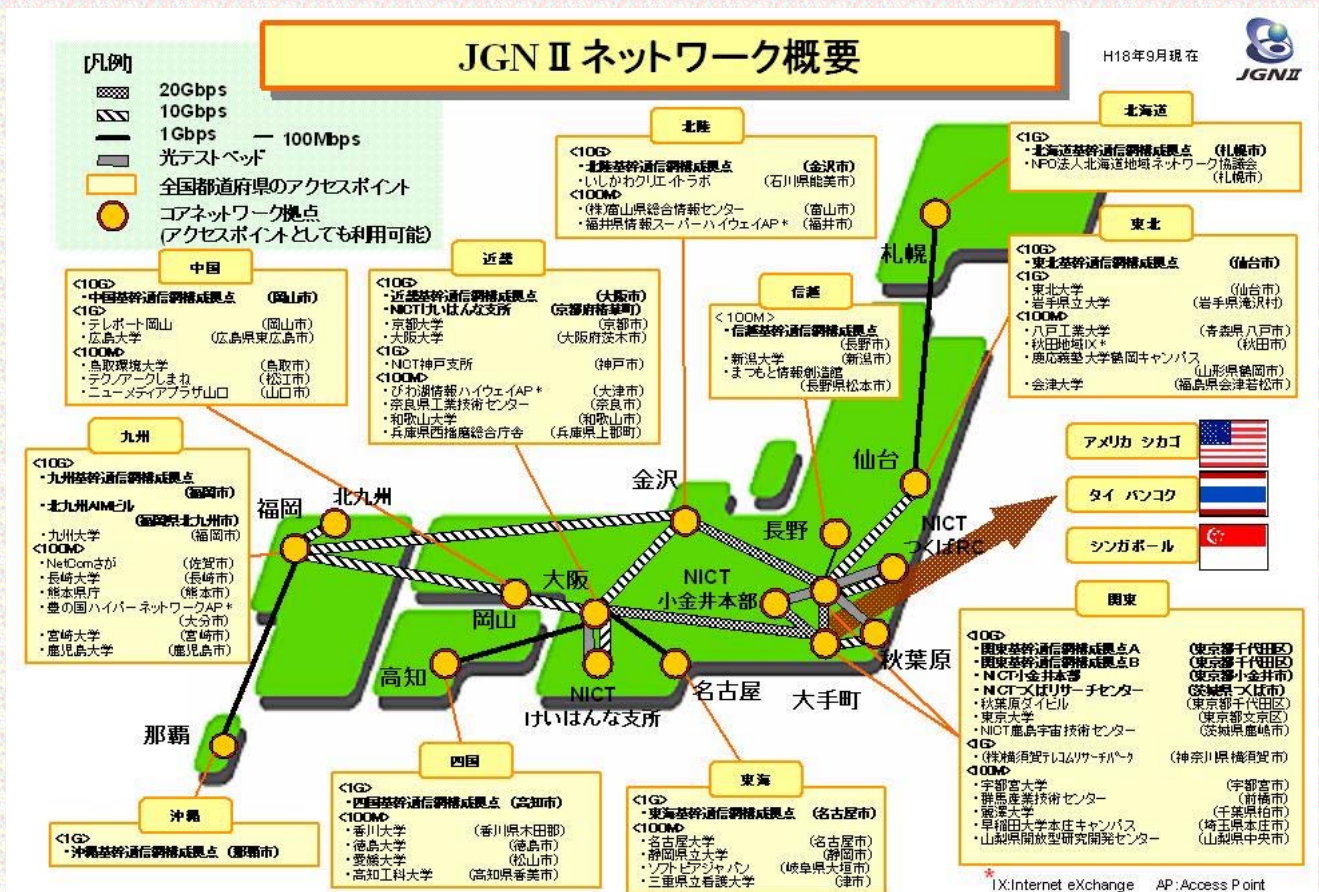 JGNⅡネットワーク概要
H18年9月現在
JGNⅡ
[凡例]
20Gbps
10Gbps
1Gbps
100Mbps
光テストベッド
全国都道府県のアクセスポイント
コアネットワーク拠点
(アクセスポイントとしても利用可能)
北海道
<1G>
・北海道基幹通信網構成拠点 (札幌市)
・NPO法人北海道地域ネットワーク協議会
(札幌市)
北陸
<10G>
・北陸基幹通信網構成拠点 (金沢市)
・いしかわクリエイトラボ (石川県能美市)
<100M>
・(株)富山県総合情報センター (富山市)
・福井県情報スーパーハイウェイAP* (福井市)
東北
<10G>
・東北基幹通信網構成拠点 (仙台市)
<1G>
・東北大学 (仙台市)
・岩手県立大学 (岩手県滝沢村)
<100M>
・八戸工業大学 (青森県八戸市)
・秋田地域IX* (秋田市)
・慶応義塾大学鶴岡キャンパス
(山形県鶴岡市)
・会津大学 (福島県会津若松市)
中国
<10G>
・中国基幹通信網構成拠点 (岡山市)
<1G>
・テレポート岡山 (岡山市)
・広島大学 (広島県東広島市)
<100M>
・鳥取環境大学 (鳥取市)
・テクノアークしまね (松江市)
・ニューメディアプラザ山口 (山口市)
近畿
<10G>
・近畿基幹通信網構成拠点 (大阪市)
・NICTけいはんな支所 (京都府精華町)
・京都大学 (京都市)
・大阪大学 (大阪府茨木市)
<1G>
・NICT神戸支所 (神戸市)
<100M>
・びわ湖情報ハイウェイAP* (大津市)
・奈良県工業技術センター (奈良市)
・和歌山大学 (和歌山市)
・兵庫県西播磨総合庁舎 (兵庫県上郡町)
信越
<100M>
・信越基幹通信網構成拠点
(長野市)
・新潟大学 (新潟市)
・まつもと情報創造館
(長野県松本市)
九州
<10G>
・九州基幹通信網構成拠点
(福岡市)
・北九州AIMビル
(福岡県北九州市)
・九州大学 (福岡市)
<100M>
・NetComさが (佐賀市)
・長崎大学 (長崎市)
・熊本県庁 (熊本市)
・豊の国ハイパーネットワークAP*
(大分市)
・宮崎大学 (宮崎市)
・鹿児島大学 (鹿児島市)
札幌
仙台
金沢
長野
NICT
つくばRC
NICT
小金井本部
福岡
北九州
大阪
岡山
高知
NICT
けいはんな支所
名古屋
大手町
秋葉原
那覇
アメリカ シカゴ
タイ バンコク
シンガポール
関東
<10G>
・関東基幹通信網構成拠点A (東京都千代田区)
・関東基幹通信網構成拠点B (東京都千代田区)
・NICT小金井本部 (東京都小金井市)
・NICTつくばリサーチセンター (茨城県つくば市)
・秋葉原ダイビル (東京都千代田区)
・東京大学 (東京都文京区)
・NICT鹿島宇宙技術センター (茨城県鹿嶋市)
<1G>
・(株)横須賀テレコムリサーチパーク (神奈川県横須賀市)
<100M>
・宇都宮大学 (宇都宮市)
・群馬産業技術センター (前橋市)
・麗澤大学 (千葉県柏市)
・早稲田大学本庄キャンパス (埼玉県本庄市)
・山梨県開放型研究開発センター (山梨県中央市)
沖縄
<1G>
・沖縄基幹通信網構成拠点 (那覇市)
四国
<1G>
・四国基幹通信網構成拠点 (高知市)
<100M>
・香川大学 (香川県木田郡)
・徳島大学 (徳島市)
・愛媛大学 (松山市)
・高知工科大学 (高知県香美市)
東海
<1G>
・東海基幹通信網構成拠点 (名古屋市)
<100M>
・名古屋大学 (名古屋市)
・静岡県立大学 (静岡市)
・ソフトピアジャパン (岐阜県大垣市)
・三重県立看護大学 (津市)
*IX:Internet eXchange AP:Access Point